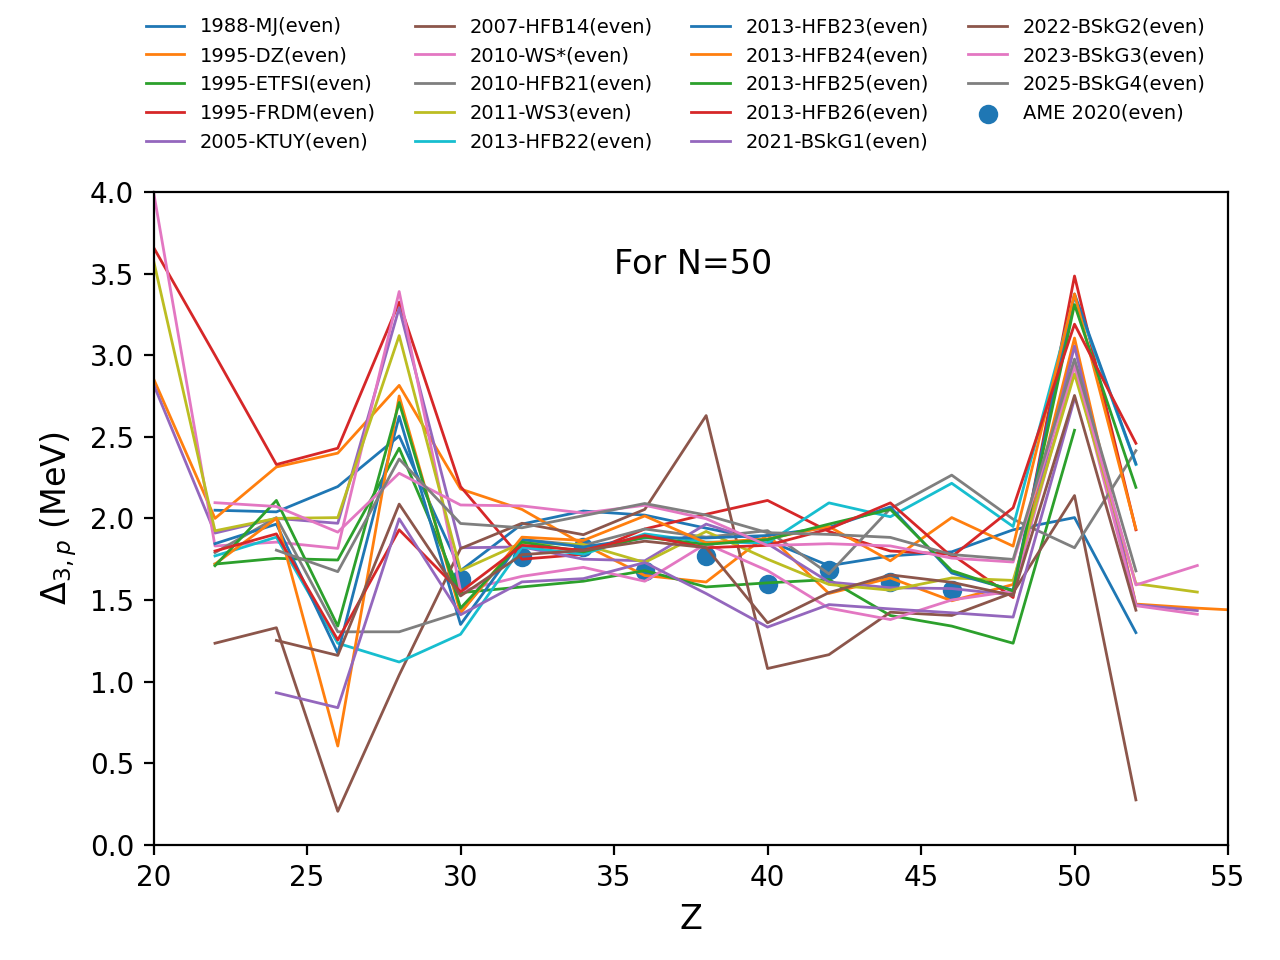 1988-MJ(even)
1995-DZ(even)
1995-ETFSI(even)
1995-FRDM(even)
2005-KTUY(even)
2007-HFB14(even)
2010-WS*(even)
2010-HFB21(even)
2011-WS3(even)
2013-HFB22(even)
2013-HFB23(even)
2013-HFB24(even)
2013-HFB25(even)
2013-HFB26(even)
2021-BSkG1(even)
2022-BSkG2(even)
2023-BSkG3(even)
2025-BSkG4(even)
AME 2020(even)
For N=50
Δ3, p (MeV)
4.0
3.5
3.0
2.5
2.0
1.5
1.0
0.5
0.0
20 25 30 35 40 45 50 55
Z